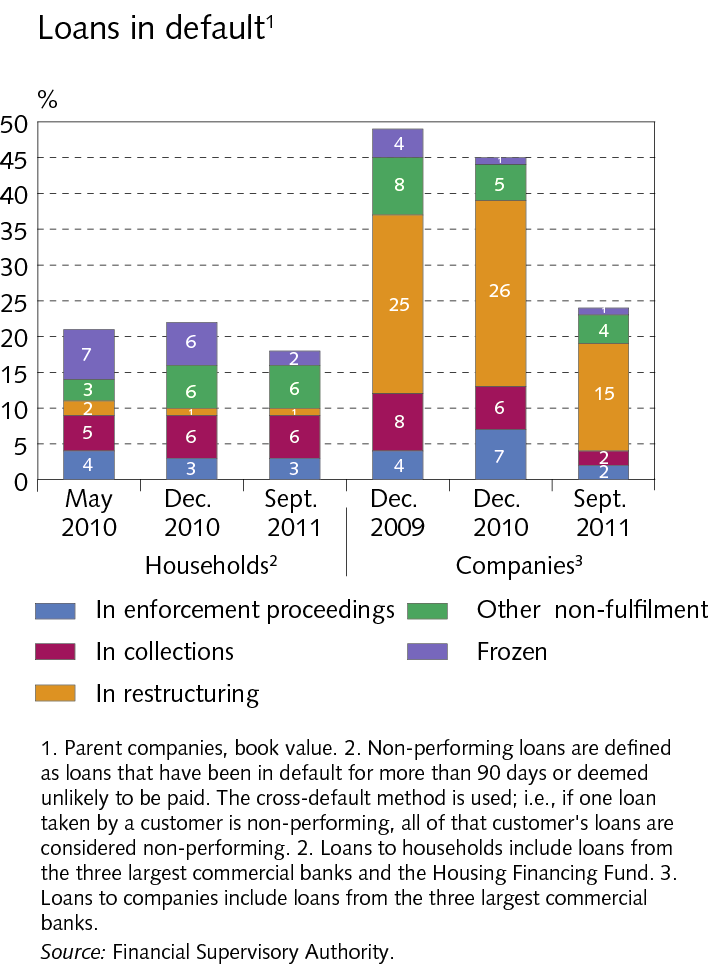 Loans in default¹
%
50
45
40
35
30
25
20
15
10
5
0
7
3
2
5
4
6
6
1
6
3
2
6
1
6
3
4
8
25
8
4
1
5
26
6
7
1
4
15
2
2
May 2010
Dec. 2010
Sept. 2011
Dec. 2009
Dec. 2010
Sept. 2011
Households²
Companies³
In enforcement proceedings
Other non-fulfilment
In collections
Frozen
In restructuring
1. Parent companies, book value. 2. Non-performing loans are defined
as loans that have been in default for more than 90 days or deemed
unlikely to be paid. The cross-default method is used; i.e., if one loan
taken by a customer is non-performing, all of that customer's loans are
considered non-performing. 2. Loans to households include loans from
the three largest commercial banks and the Housing Financing Fund. 3.
Loans to companies include loans from the three largest commercial
banks.
Source: Financial Supervisory Authority.